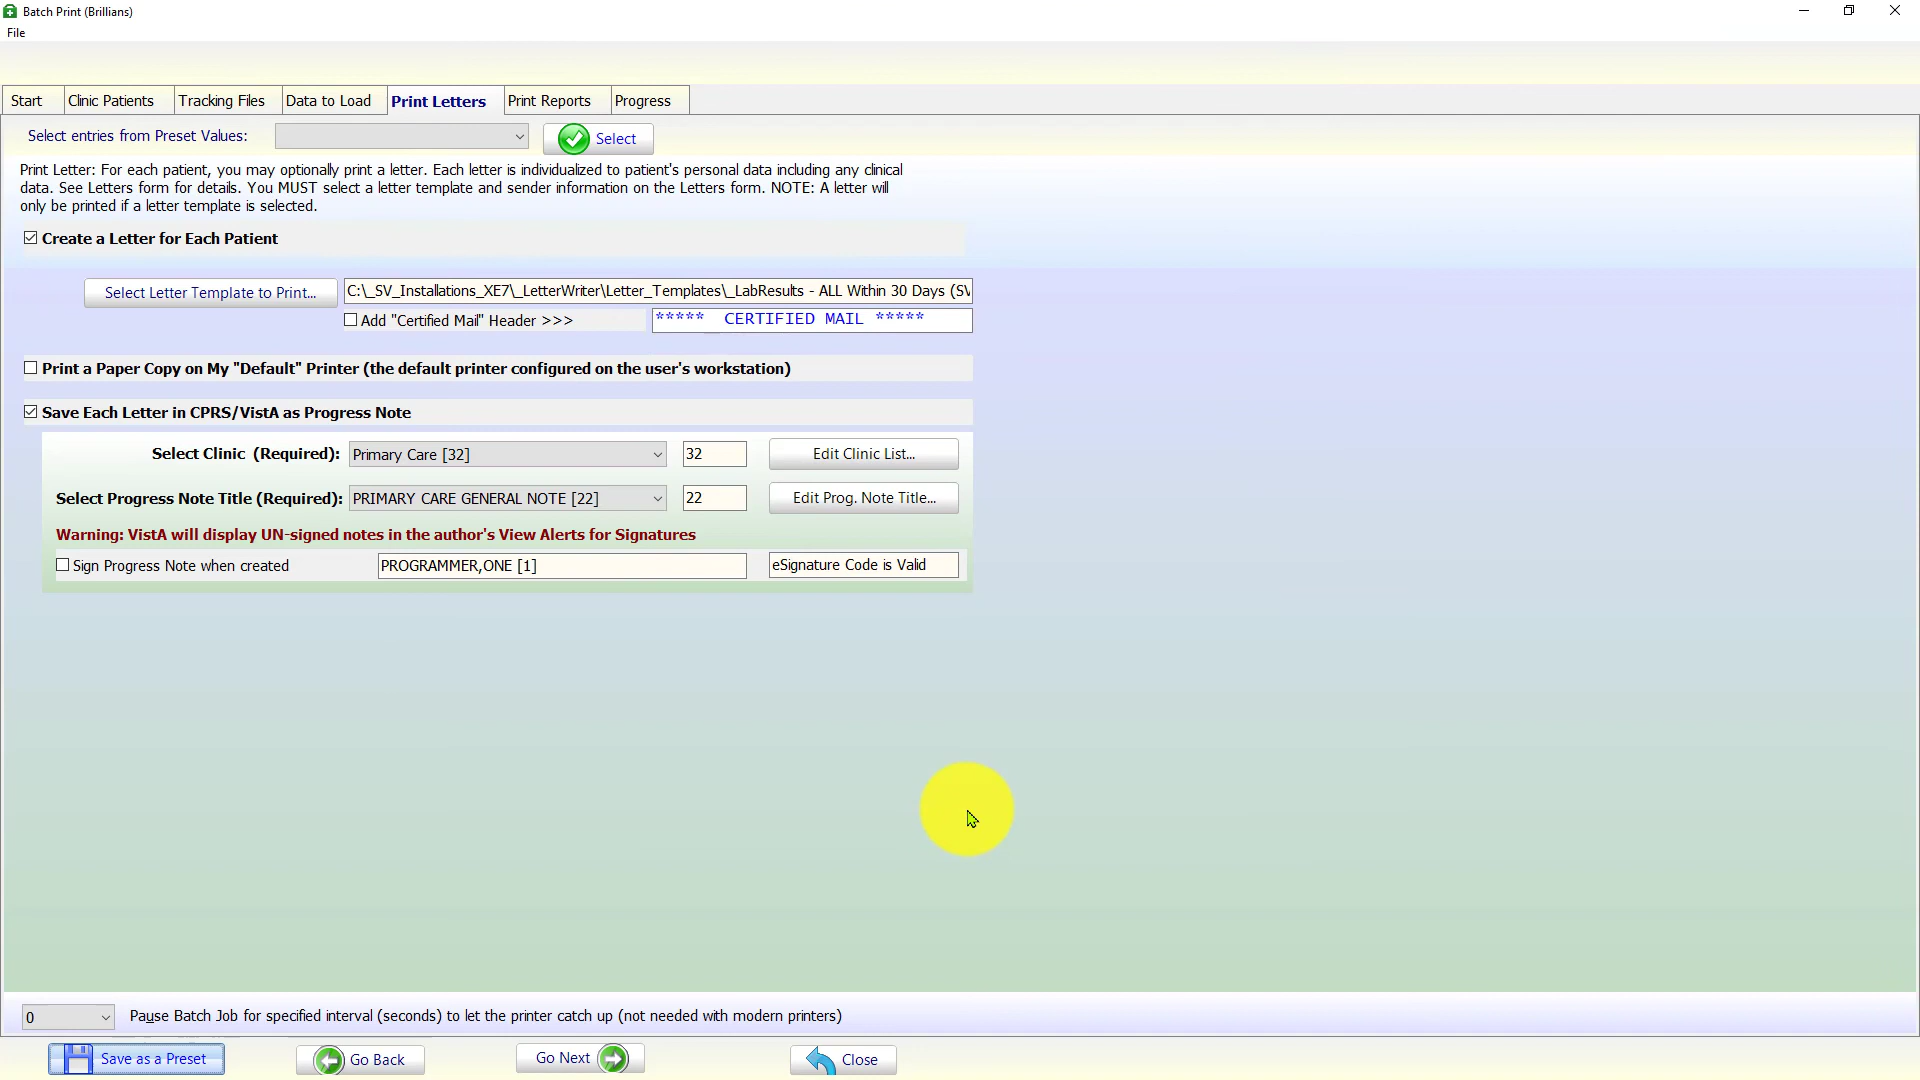 Batch Print (Brillians)
File
Start Clinic Patients Tracking Files Data to Load Print Letters Print Reports Progress
Select entries from Preset Values: Select
Print Letter: For each patient, you may optionally print a letter. Each letter is individualized to patient's personal data including any clinical
data. See Letters form for details. You MUST select a letter template and sender information on the Letters form. NOTE: A letter will
only be printed if a letter template is selected.
Create a Letter for Each Patient
Select Letter Template to Print... C:\_SV_Installations_XE7\_LetterWriter\Letter_Templates\_LabResults - ALL Within 30 Days (SV
Add "Certified Mail" Header >>> ***** CERTIFIED MAIL *****
Print a Paper Copy on My "Default" Printer (the default printer configured on the user's workstation)
Save Each Letter in CPRS/VistA as Progress Note
Select Clinic (Required): Primary Care [32] 32 Edit Clinic List...
Select Progress Note Title (Required): PRIMARY CARE GENERAL NOTE [22] 22 Edit Prog. Note Title...
Warning: VistA will display UN-signed notes in the author's View Alerts for Signatures
Sign Progress Note when created PROGRAMMER,ONE [1] eSignature Code is Valid
0 Pause Batch Job for specified interval (seconds) to let the printer catch up (not needed with modern printers)
Save as a Preset Go Back Go Next Close